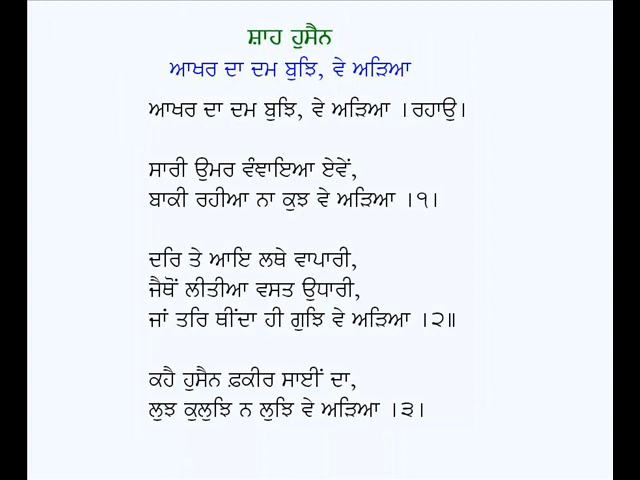 ਸ਼ਾਹ ਹੁਸੈਨ
ਆਖਰ ਦਾ ਦਮ ਬੁਝਿ, ਵੇ ਅੜਿਆ
ਆਖਰ ਦਾ ਦਮ ਬੁਝਿ, ਵੇ ਅੜਿਆ ।ਰਹਾਉ।
ਸਾਰੀ ਉਮਰ ਵੰਞਾਇਆ ਏਵੇਂ,
ਬਾਕੀ ਰਹੀਆ ਨਾ ਕੁਝ ਵੇ ਅੜਿਆ ।੧।
ਦਰਿ ਤੇ ਆਇ ਲਥੇ ਵਾਪਾਰੀ,
ਜੈਥੋਂ ਲੀਤੀਆ ਵਸਤ ਉਧਾਰੀ,
ਜਾਂ ਤਰਿ ਥੀਂਦਾ ਹੀ ਗੁਝਿ ਵੇ ਅੜਿਆ ।੨॥
ਕਹੈ ਹੁਸੈਨ ਫ਼ਕੀਰ ਸਾਈਂ ਦਾ,
ਲੁਝ ਕੁਲੁਝਿ ਨ ਲੁਝਿ ਵੇ ਅੜਿਆ ।੩।